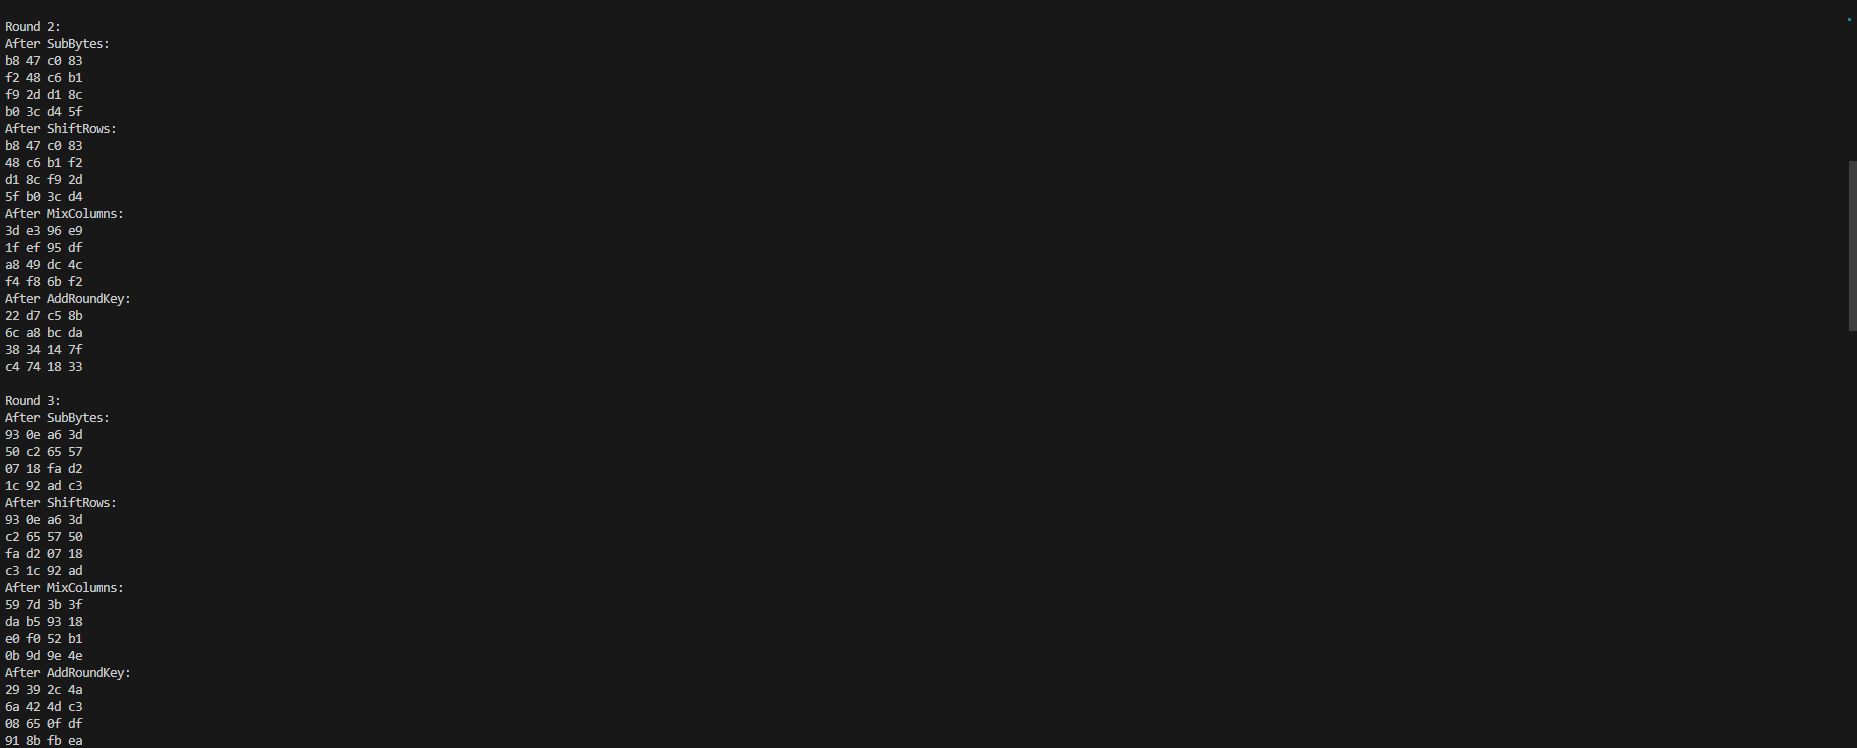 Round 2:
After SubBytes:
b8 47 c0 83
f2 48 c6 b1
f9 2d d1 8c
b0 3c d4 5f
After ShiftRows:
b8 47 c0 83
48 c6 b1 f2
d1 8c f9 2d
5f b0 3c d4
After MixColumns:
3d e3 96 e9
1f ef 95 df
a8 49 dc 4c
f4 f8 6b f2
After AddRoundKey:
22 d7 c5 8b
6c a8 bc da
38 34 14 7f
c4 74 18 33
Round 3:
After SubBytes:
93 0e a6 3d
50 c2 65 57
07 18 fa d2
1c 92 ad c3
After ShiftRows:
93 0e a6 3d
c2 65 57 50
fa d2 07 18
c3 1c 92 ad
After MixColumns:
59 7d 3b 3f
da b5 93 18
e0 f0 52 b1
0b 9d 9e 4e
After AddRoundKey:
29 39 2c 4a
6a 42 4d c3
08 65 0f df
91 8b fb ea